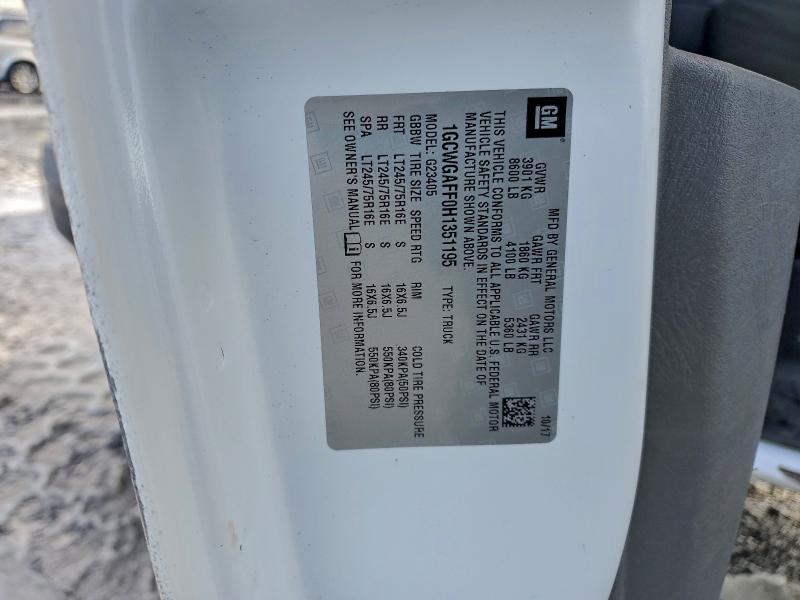 GM
MFD BY GENERAL MOTORS LLC 10/17
GVWR GAWR FRT GAWR RR
3901 KG 1860 KG 2431 KG
8600 LB 4100 LB 5360 LB
THIS VEHICLE CONFORMS TO ALL APPLICABLE U.S. FEDERAL MOTOR
VEHICLE SAFETY STANDARDS IN EFFECT ON THE DATE OF
MANUFACTURE SHOWN ABOVE.
1GCWGAFF0H1351195 TYPE: TRUCK
MODEL: G23405
GBBW TIRE SIZE SPEED RTG RIM COLD TIRE PRESSURE
FRT LT245/75R16E S 16X6.5J 340KPA(50PSI)
RR LT245/75R16E S 16X6.5J 550KPA(80PSI)
SPA LT245/75R16E S 16X6.5J 550KPA(80PSI)
SEE OWNER'S MANUAL FOR MORE INFORMATION.